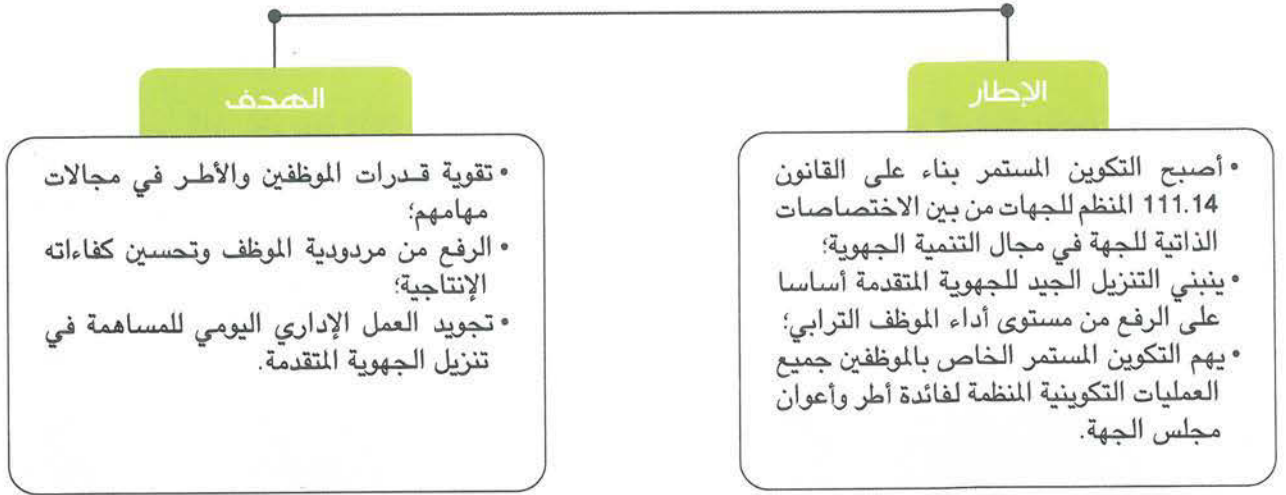 الإطار
• أصبح التكوين المستمر بناء على القانون
111.14 المنظم للجهات من بين الاختصاصات
الذاتية للجهة في مجال التنمية الجهوية؛
• ينبني التنزيل الجيد للجهوية المتقدمة أساسا
على الرفع من مستوى أداء الموظف الترابي؛
• يهم التكوين المستمر الخاص بالموظفين جميع
العمليات التكوينية المنظمة لفائدة أطر وأعوان
مجلس الجهة.
الهدف
• تقوية قــدرات الموظفين والأطــر في مجالات
مهامهم؛
• الرفع من مردودية الموظف وتحسين كفاءاته
الإنتاجية؛
• تجويد العمل الإداري اليومي للمساهمة في
تنزيل الجهوية المتقدمة.